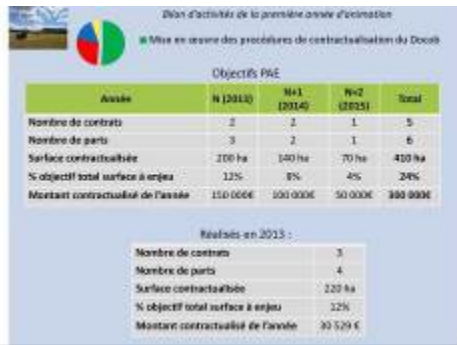 Bilan d'activités de la première année d'animation
Mise en œuvre des procédures de contractualisation du Docob
Objectifs PAE
Année N (2013) N+1 (2014) N+2 (2015) Total
Nombre de contrats 2 2 1 5
Nombre de parts 3 2 1 6
Surface contractualisée 200 ha 140 ha 70 ha 410 ha
% objectif total surface à enjeu 12% 8% 4% 24%
Montant contractualisé de l'année 150 000€ 100 000€ 50 000€ 300 000€
Réalisés en 2013 :
Nombre de contrats 3
Nombre de parts 4
Surface contractualisée 220 ha
% objectif total surface à enjeu 12%
Montant contractualisé de l'année 30 529 €